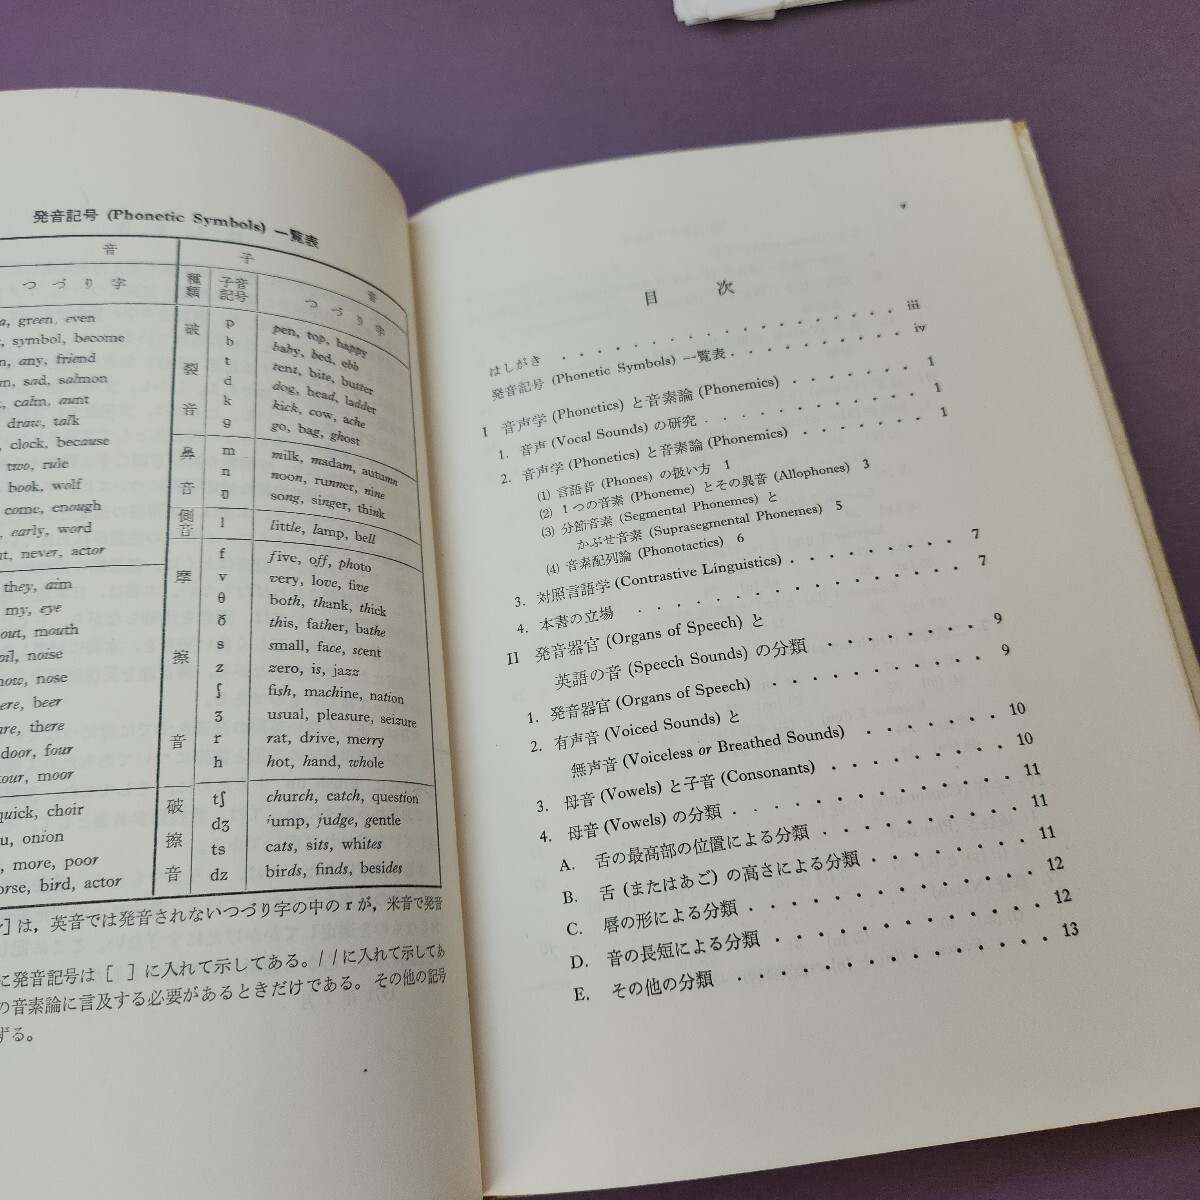 発音記号 (Phonetic Symbols) 一覧表
音 子 音
つづり字 種類 子音記号 つづり字
green, even
symbol, become
any, friend
sad, salmon
calm, aunt
draw, talk
clock, because
two, rule
book, wolf
come, enough
early, word
never, actor
they, aim
my, eye
out, mouth
oil, noise
now, nose
ere, beer
are, there
door, four
tour, moor
quick, choir
u, onion
more, poor
orse, bird, actor
破裂音
p pen, top, happy
b baby, bed, ebb
t tent, bite, butter
d dog, head, ladder
k kick, cow, ache
g go, bag, ghost
鼻音
m milk, madam, autumn
n noon, runner, nine
ŋ song, singer, think
側音
l little, lamp, bell
摩擦音
f five, off, photo
v very, love, five
θ both, thank, thick
ð this, father, bathe
s small, face, scent
z zero, is, jazz
ʃ fish, machine, nation
ʒ usual, pleasure, seizure
r rat, drive, merry
h hot, hand, whole
破擦音
tʃ church, catch, question
dʒ jump, judge, gentle
ts cats, sits, whites
dz birds, finds, besides
]は，英音では発音されないつづり字の中の r が，米音で発音
に発音記号は [ ] に入れて示してある。/ /に入れて示してあ
の音素論に言及する必要があるときだけである。その他の記号
ずる。
v
目 次
はしがき . . . . . . . . . . . . . . . iii
発音記号 (Phonetic Symbols) 一覧表 . . . . . . . . . iv
I 音声学 (Phonetics) と音素論 (Phonemics) . . . . . . . 1
1. 音声 (Vocal Sounds) の研究 . . . . . . . . . . . 1
2. 音声学 (Phonetics) と音素論 (Phonemics) . . . . . . . 1
(1) 言語音 (Phones) の扱い方 1
(2) 1つの音素 (Phoneme) とその異音 (Allophones) 3
(3) 分節音素 (Segmental Phonemes) と
かぶせ音素 (Suprasegmental Phonemes) 5
(4) 音素配列論 (Phonotactics) 6
3. 対照言語学 (Contrastive Linguistics) . . . . . . . . 7
4. 本書の立場 . . . . . . . . . . . . . 7
II 発音器官 (Organs of Speech) と
英語の音 (Speech Sounds) の分類 . . . . . . . . 9
1. 発音器官 (Organs of Speech) . . . . . . . . . . 9
2. 有声音 (Voiced Sounds) と
無声音 (Voiceless or Breathed Sounds) . . . . . . 10
3. 母音 (Vowels) と子音 (Consonants) . . . . . . . . 10
4. 母音 (Vowels) の分類 . . . . . . . . . . . . 11
A. 舌の最高部の位置による分類 . . . . . . . . . 11
B. 舌 (またはあご) の高さによる分類 . . . . . . . 11
C. 唇の形による分類 . . . . . . . . . . . . 12
D. 音の長短による分類 . . . . . . . . . . . 12
E. その他の分類 . . . . . . . . . . . . . 13